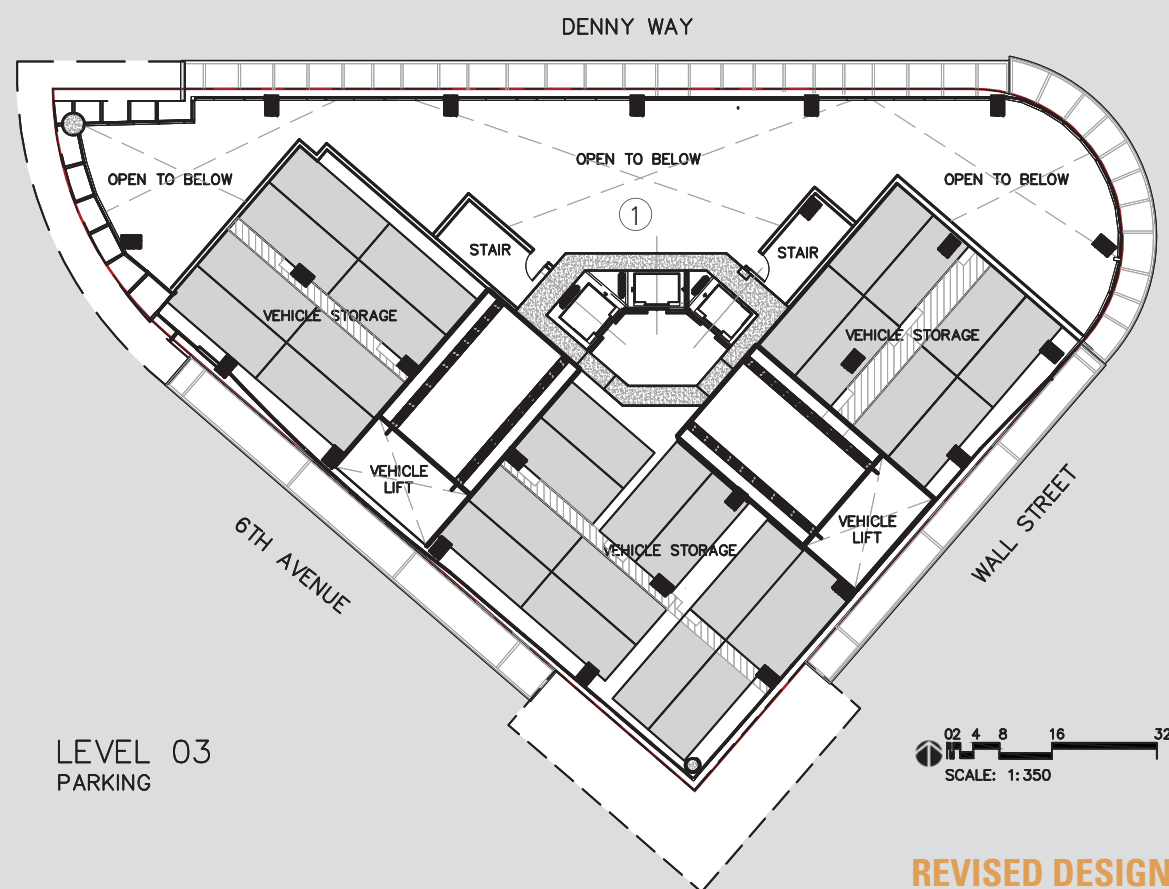 DENNY WAY
OPEN TO BELOW
OPEN TO BELOW
OPEN TO BELOW
1
STAIR
STAIR
VEHICLE STORAGE
VEHICLE STORAGE
VEHICLE
LIFT
VEHICLE
LIFT
VEHICLE STORAGE
6TH AVENUE
WALL STREET
LEVEL 03
PARKING
02 4 8 16 32
SCALE: 1:350
REVISED DESIGN